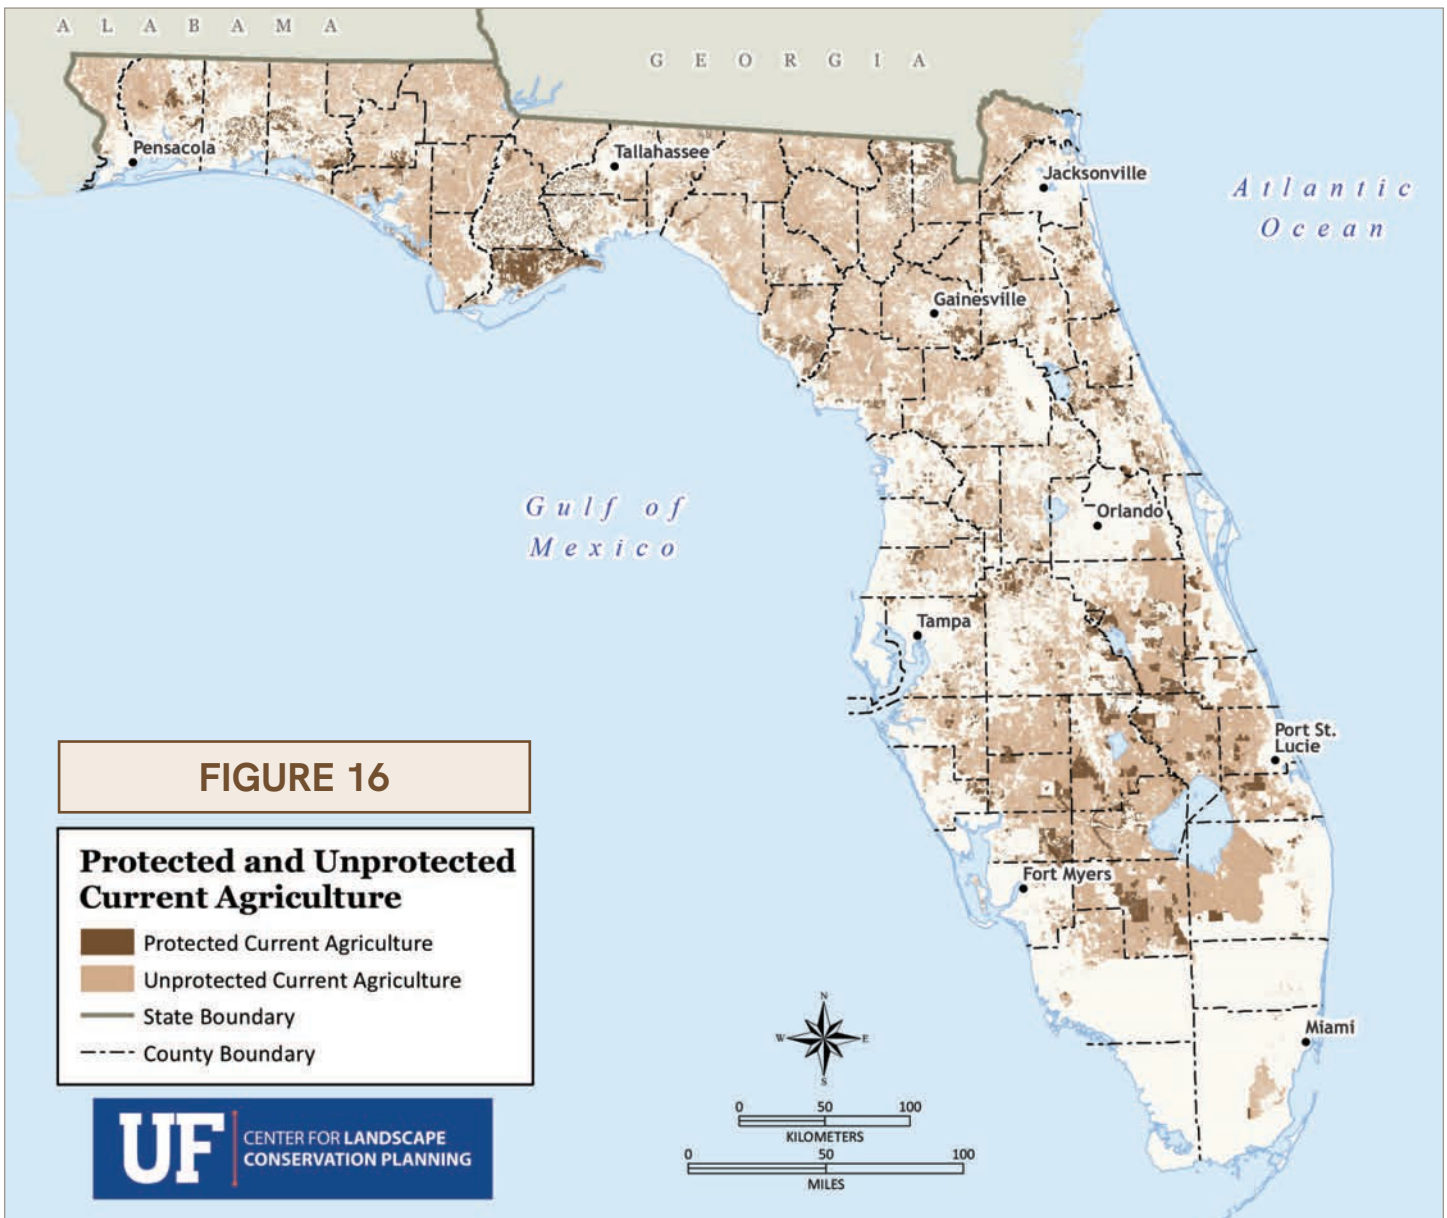 A L A B A M A
G E O R G I A
Pensacola
Tallahassee
Jacksonville
Atlantic
Ocean
Gainesville
Gulf of
Mexico
Orlando
Tampa
Port St.
Lucie
FIGURE 16
Protected and Unprotected
Current Agriculture
Protected Current Agriculture
Unprotected Current Agriculture
State Boundary
County Boundary
Fort Myers
Miami
N
W E
S
0 50 100
KILOMETERS
0 50 100
MILES
UF CENTER FOR LANDSCAPE
CONSERVATION PLANNING